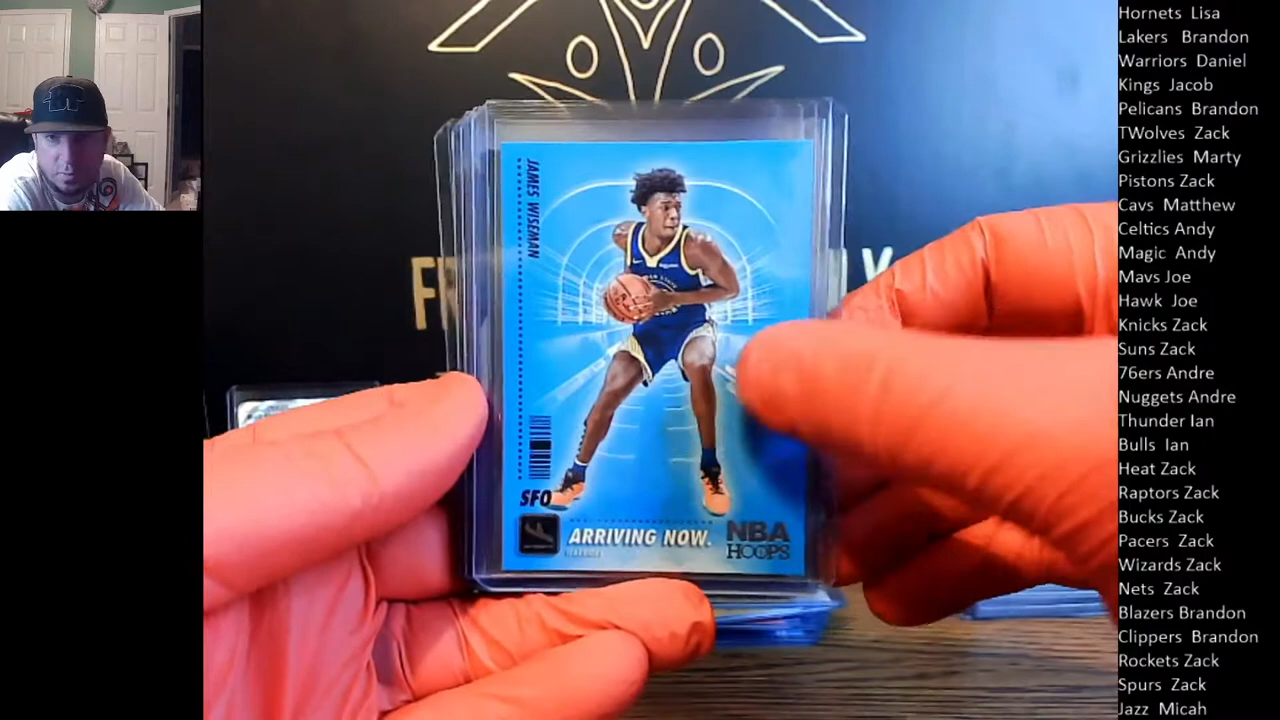 JAMES WISEMAN
SFO
ARRIVING NOW.
NBA
HOOPS
FR
Y
Hornets Lisa
Lakers Brandon
Warriors Daniel
Kings Jacob
Pelicans Brandon
TWolves Zack
Grizzlies Marty
Pistons Zack
Cavs Matthew
Celtics Andy
Magic Andy
Mavs Joe
Hawk Joe
Knicks Zack
Suns Zack
76ers Andre
Nuggets Andre
Thunder Ian
Bulls Ian
Heat Zack
Raptors Zack
Bucks Zack
Pacers Zack
Wizards Zack
Nets Zack
Blazers Brandon
Clippers Brandon
Rockets Zack
Spurs Zack
Jazz Micah